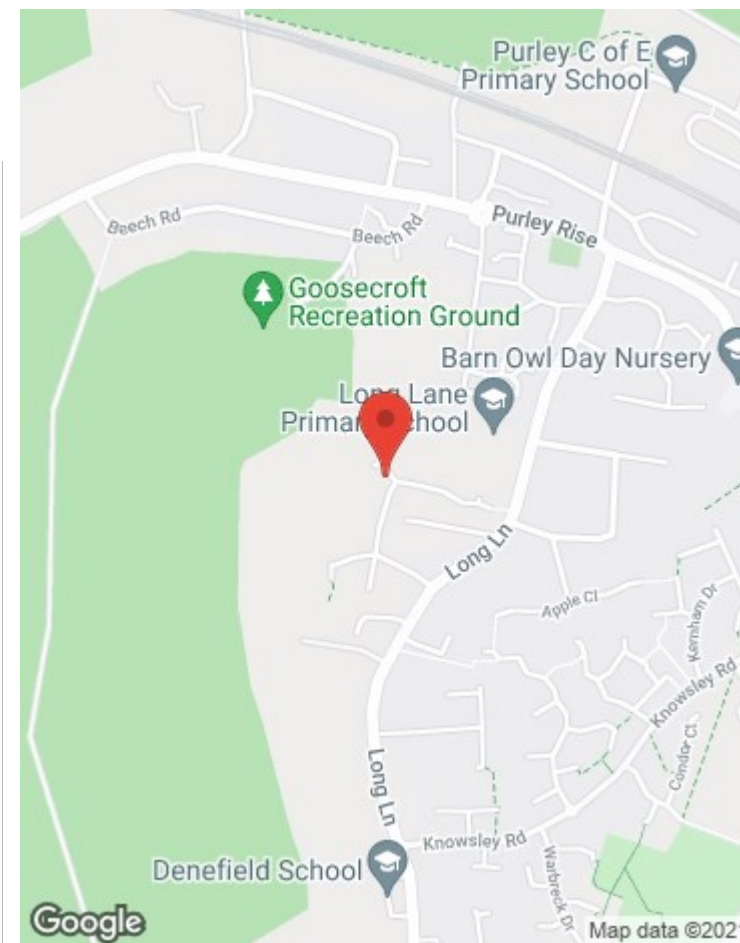 Purley C of E
Primary School
Beech Rd
Beech Rd
Purley Rise
Goosecroft
Recreation Ground
Barn Owl Day Nursery
Long Lane
Primary School
Long Ln
Apple Cl
Kernham Dr
Knowsley Rd
Condor Cl
Long Ln
Knowsley Rd
Warbreck Dr
Denefield School
Google
Map data ©2021